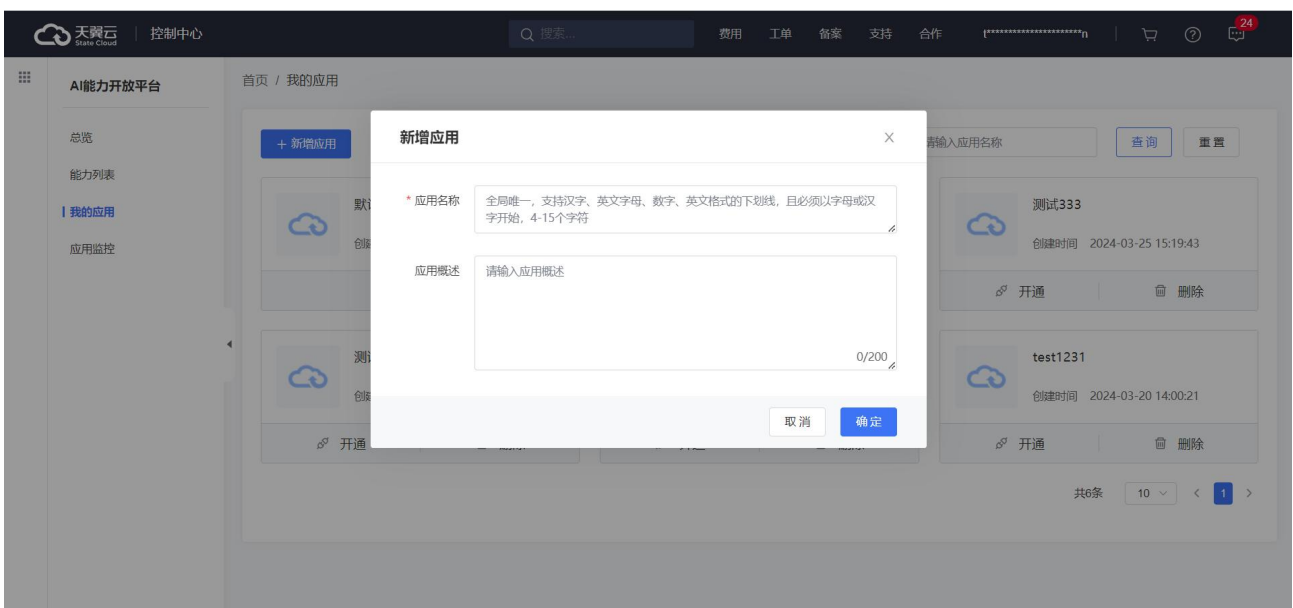 天翼云
State Cloud
控制中心
搜索...
费用
工单
备案
支持
合作
t**********************n
24
AI能力开放平台
总览
能力列表
我的应用
应用监控
首页 / 我的应用
+ 新增应用
请输入应用名称
查询
重置
新增应用
* 应用名称
全局唯一，支持汉字、英文字母、数字、英文格式的下划线，且必须以字母或汉
字开始，4-15个字符
应用概述
请输入应用概述
0/200
取消
确定
测试333
创建时间 2024-03-25 15:19:43
开通
删除
test1231
创建时间 2024-03-20 14:00:21
开通
开通
删除
共6条
10
1